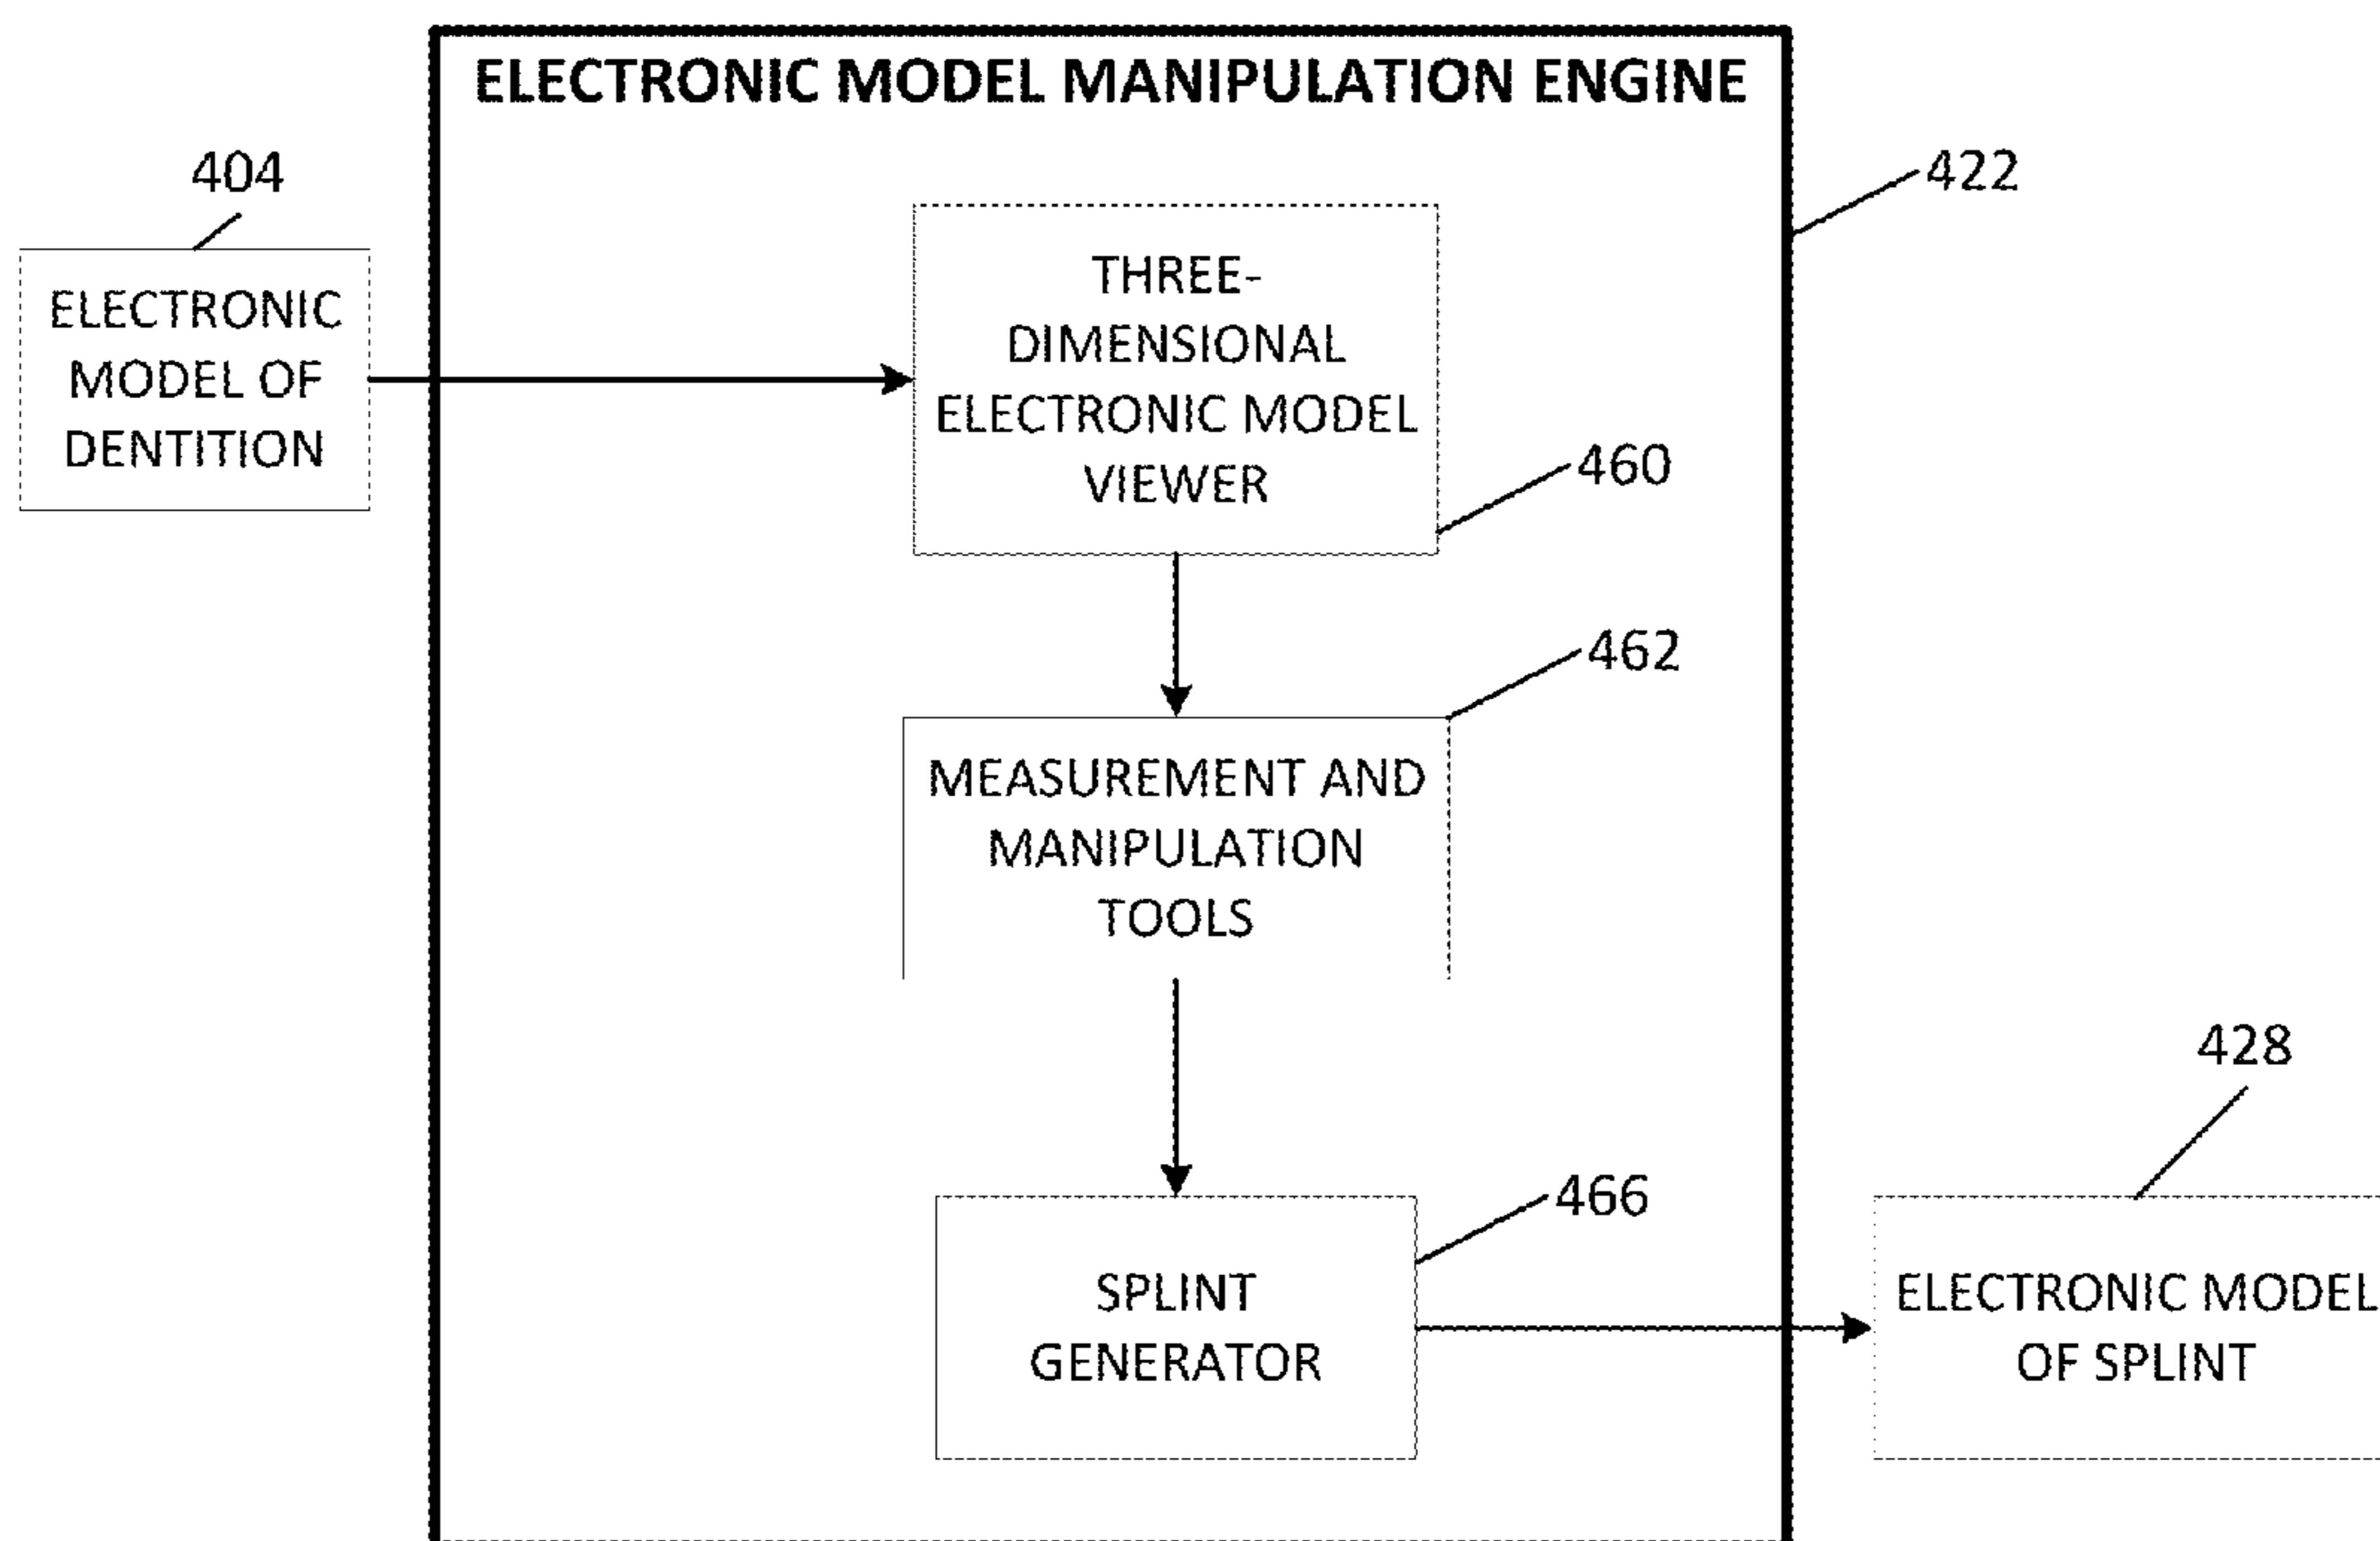 ELECTRONIC MODEL MANIPULATION ENGINE
404
422
ELECTRONIC
MODEL OF
DENTITION
THREE-
DIMENSIONAL
ELECTRONIC MODEL
VIEWER
460
462
MEASUREMENT AND
MANIPULATION
TOOLS
428
466
SPLINT
GENERATOR
ELECTRONIC MODEL
OF SPLINT